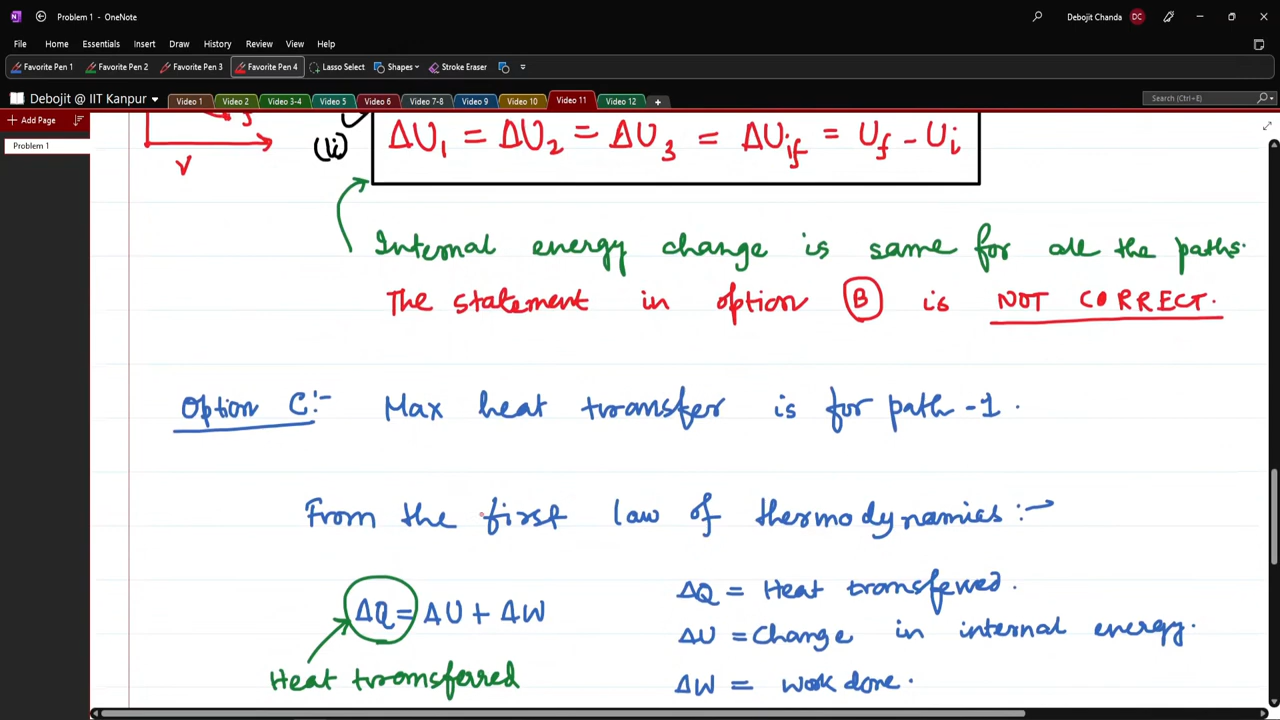 Problem 1 - OneNote
Debojit Chanda DC
File Home Essentials Insert Draw History Review View Help
Favorite Pen 1 Favorite Pen 2 Favorite Pen 3 Favorite Pen 4 Lasso Select Shapes Stroke Eraser
Debojit @ IIT Kanpur Video 1 Video 2 Video 3-4 Video 5 Video 6 Video 7-8 Video 9 Video 10 Video 11 Video 12 Search (Ctrl+E)
Add Page
Problem 1
V
(ii) ΔU₁ = ΔU₂ = ΔU₃ = ΔUif = Uf - Ui
Internal energy change is same for all the paths.
The statement in option B is NOT CORRECT.
Option C:- Max heat transfer is for path -1.
From the first law of thermodynamics :→
ΔQ = ΔU + ΔW
Heat transferred
ΔQ = Heat transferred.
ΔU = Change in internal energy.
ΔW = Work done.